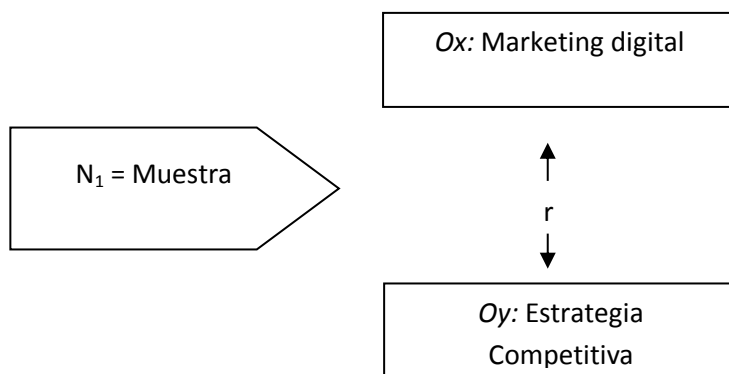 Ox: Marketing digital
N₁ = Muestra
r
Oy: Estrategia
Competitiva